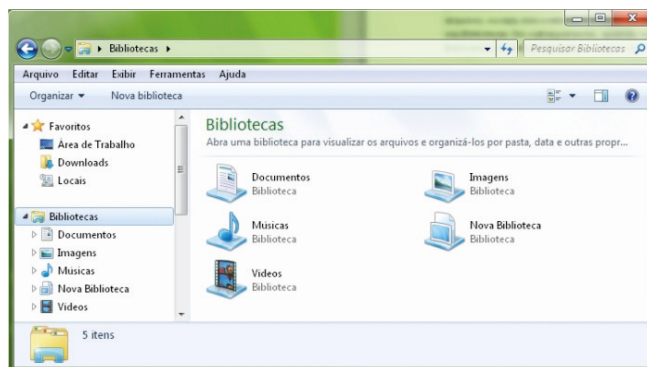 Bibliotecas
Pesquisar Bibliotecas
Arquivo Editar Exibir Ferramentas Ajuda
Organizar Nova biblioteca
Favoritos
Área de Trabalho
Downloads
Locais
Bibliotecas
Documentos
Imagens
Músicas
Nova Biblioteca
Vídeos
Bibliotecas
Abra uma biblioteca para visualizar os arquivos e organizá-los por pasta, data e outras propr...
Documentos
Biblioteca
Imagens
Biblioteca
Músicas
Biblioteca
Nova Biblioteca
Biblioteca
Vídeos
Biblioteca
5 itens